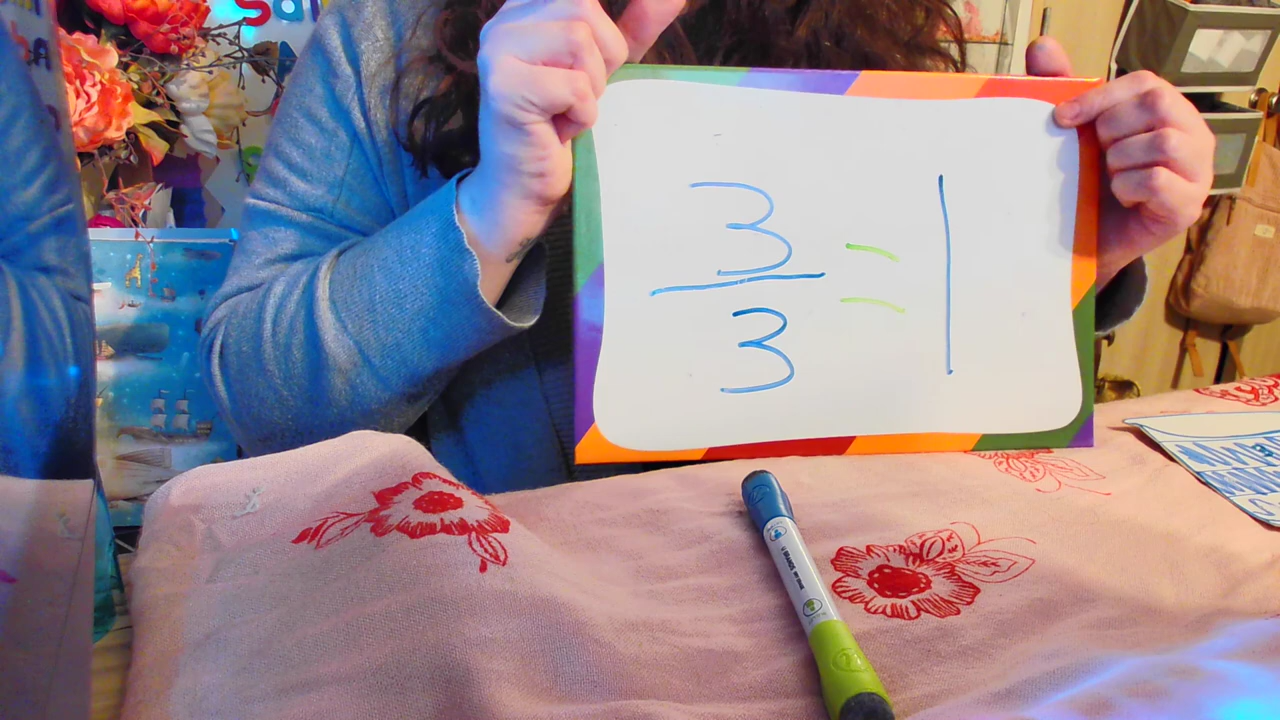 3/3 = 1